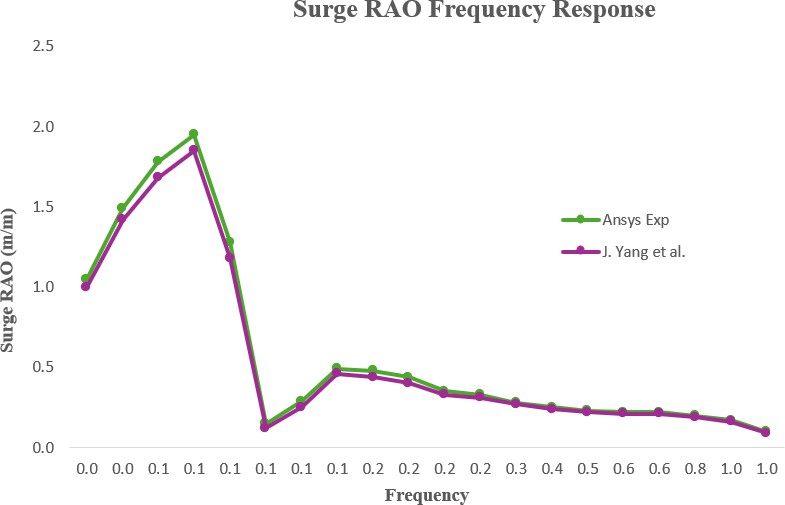 Surge RAO Frequency Response
2.5
2.0
1.5
1.0
0.5
0.0
Surge RAO (m/m)
Ansys Exp
J. Yang et al.
0.0 0.0 0.1 0.1 0.1 0.1 0.1 0.1 0.2 0.2 0.2 0.2 0.3 0.4 0.5 0.6 0.6 0.8 1.0 1.0
Frequency